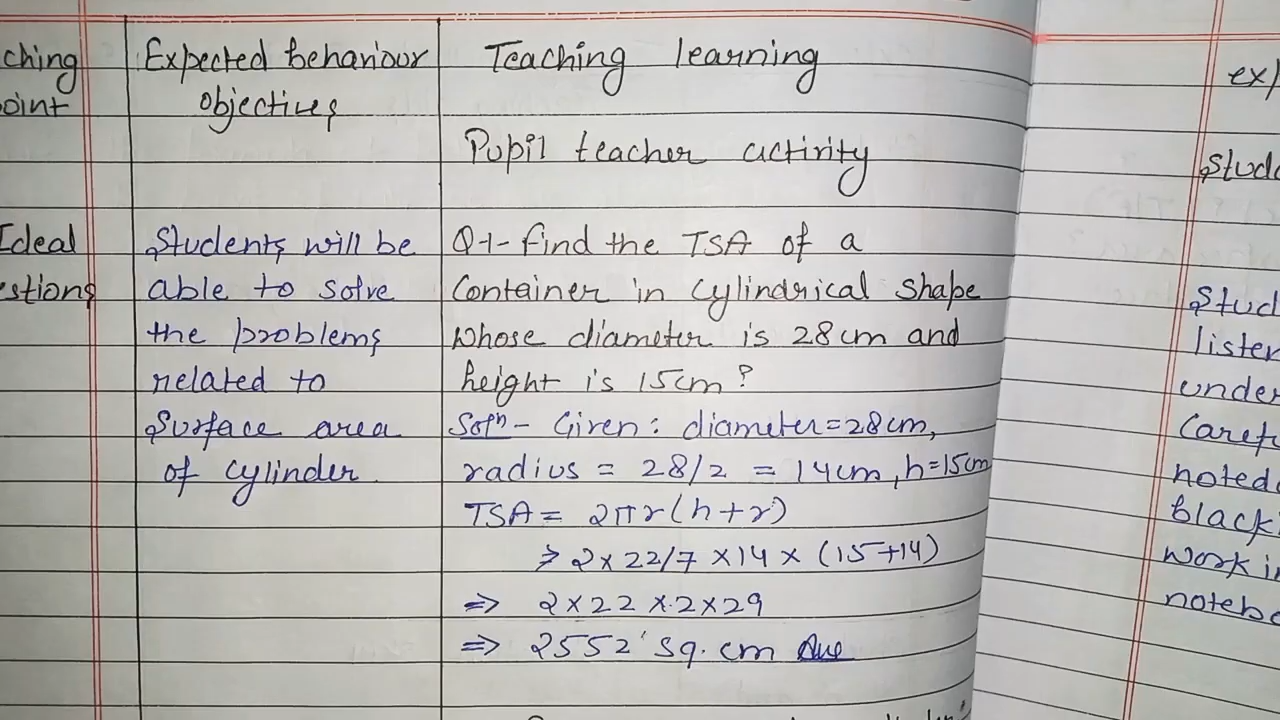 ching
oint
Expected behaviour
objectives
Teaching learning
Pupil teacher activity
Ideal
stions
Students will be
able to solve
the problems
related to
Surface area
of cylinder.
Q-1- find the TSA of a
Container in cylindrical shape
whose diameter is 28cm and
height is 15cm?
Solⁿ - Given: diameter=28cm,
radius = 28/2 = 14cm, h=15cm
TSA = 2πr(h+r)
⇒ 2×22/7 ×14 × (15+14)
⇒ 2×22×2×29
⇒ 2552 sq.cm Ans
exp
Stud
Stud
listen
under
Caref
noted
black
work in
notebo